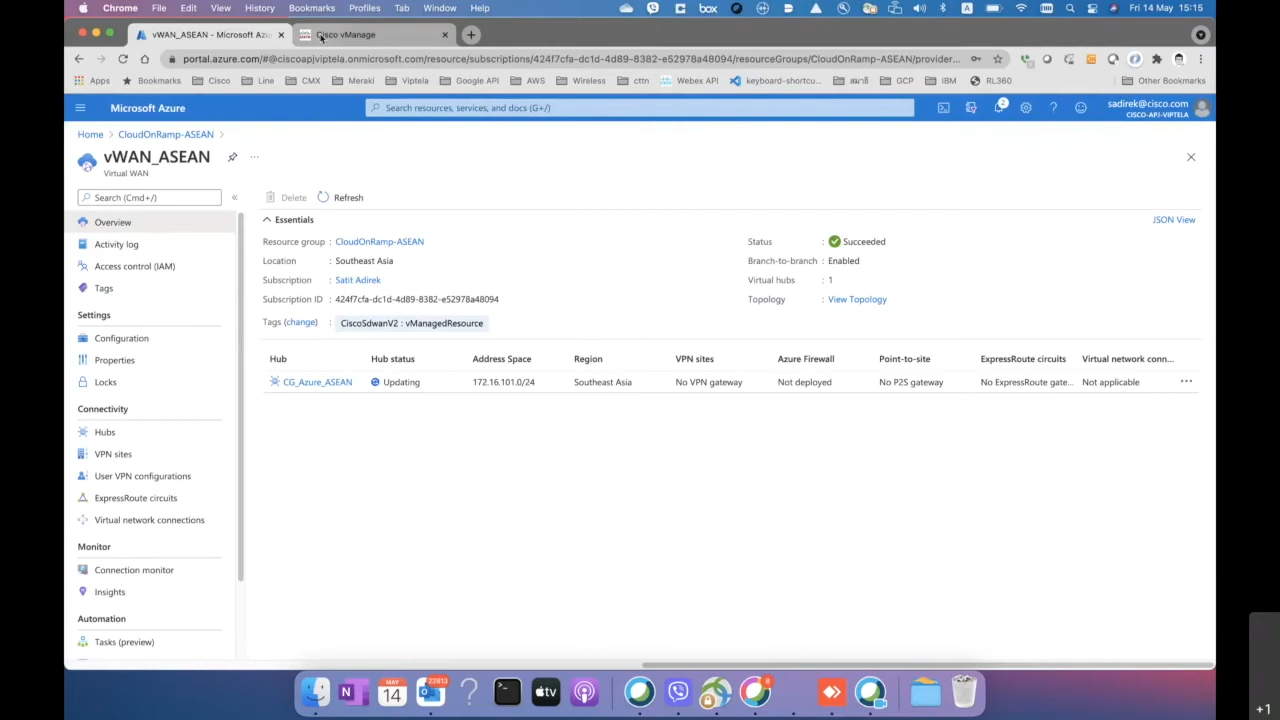 Chrome File Edit View History Bookmarks Profiles Tab Window Help box A Fri 14 May 15:15
vWAN_ASEAN - Microsoft Azu Cisco vManage
portal.azure.com/#@ciscoapjviptela.onmicrosoft.com/resource/subscriptions/424f7cfa-dc1d-4d89-8382-e52978a48094/resourceGroups/CloudOnRamp-ASEAN/provider...
Apps Bookmarks Cisco Line CMX Meraki Viptela Google API AWS Wireless cttn Webex API keyboard-shortcu... GCP IBM RL360 Other Bookmarks
Microsoft Azure Search resources, services, and docs (G+/) 2 sadirek@cisco.com
CISCO-APJ-VIPTELA
Home > CloudOnRamp-ASEAN >
vWAN_ASEAN ...
Virtual WAN
Search (Cmd+/) « Delete Refresh
Overview
Activity log
Access control (IAM)
Tags
Settings
Configuration
Properties
Locks
Connectivity
Hubs
VPN sites
User VPN configurations
ExpressRoute circuits
Virtual network connections
Monitor
Connection monitor
Insights
Automation
Tasks (preview)
Essentials JSON View
Resource group : CloudOnRamp-ASEAN Status : Succeeded
Location : Southeast Asia Branch-to-branch : Enabled
Subscription : Satit Adirek Virtual hubs : 1
Subscription ID : 424f7cfa-dc1d-4d89-8382-e52978a48094 Topology : View Topology
Tags (change) : CiscoSdwanV2 : vManagedResource
Hub Hub status Address Space Region VPN sites Azure Firewall Point-to-site ExpressRoute circuits Virtual network conn...
CG_Azure_ASEAN Updating 172.16.101.0/24 Southeast Asia No VPN gateway Not deployed No P2S gateway No ExpressRoute gate... Not applicable ...
MAY
14
22813
tv
8
+1